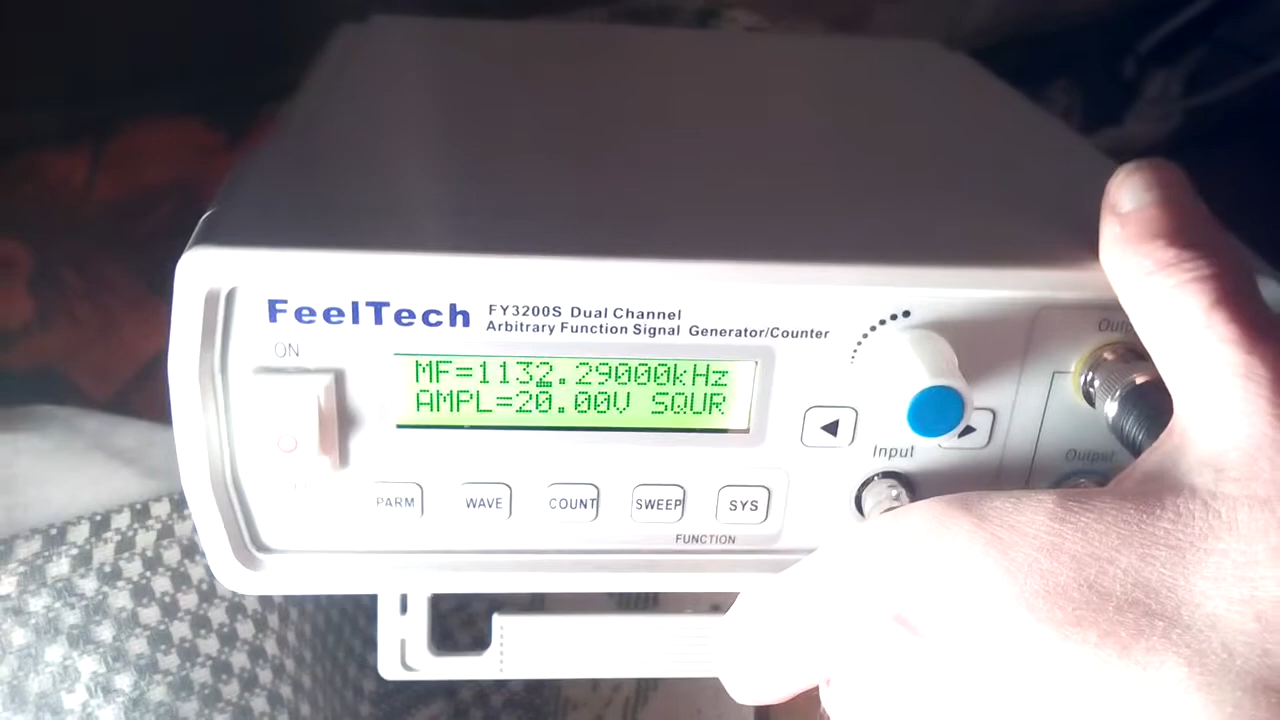 FeelTech
FY3200S Dual Channel
Arbitrary Function Signal Generator/Counter
ON
MF=1132.29000kHz
AMPL=20.00V SQUR
Input
Output
PARM
WAVE
COUNT
SWEEP
SYS
FUNCTION